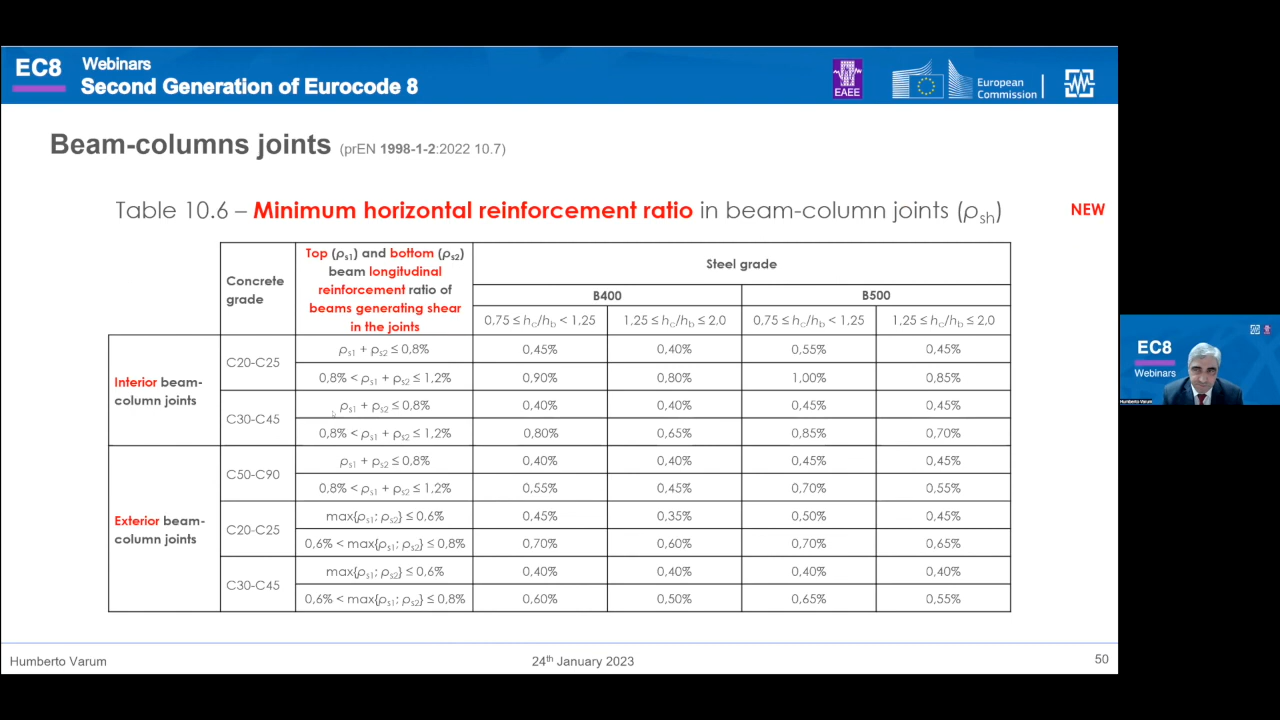 EC8 Webinars
Second Generation of Eurocode 8
EAEE
European
Commission
Beam-columns joints (prEN 1998-1-2:2022 10.7)
Table 10.6 – Minimum horizontal reinforcement ratio in beam-column joints (ρsh)
NEW
Concrete grade
Top (ρs1) and bottom (ρs2)
beam longitudinal
reinforcement ratio of
beams generating shear
in the joints
Steel grade
B400 B500
0,75 ≤ hc/hb < 1,25 1,25 ≤ hc/hb ≤ 2.0 0,75 ≤ hc/hb < 1,25 1,25 ≤ hc/hb ≤ 2,0
Interior beam-column joints
C20-C25
ρs1 + ρs2 ≤ 0,8% 0,45% 0,40% 0,55% 0,45%
0,8% < ρs1 + ρs2 ≤ 1,2% 0,90% 0,80% 1,00% 0,85%
C30-C45
ρs1 + ρs2 ≤ 0,8% 0,40% 0,40% 0,45% 0,45%
0,8% < ρs1 + ρs2 ≤ 1,2% 0,80% 0,65% 0,85% 0,70%
Exterior beam-column joints
C50-C90
ρs1 + ρs2 ≤ 0,8% 0,40% 0,40% 0,45% 0,45%
0,8% < ρs1 + ρs2 ≤ 1,2% 0,55% 0,45% 0,70% 0,55%
C20-C25
max{ρs1; ρs2} ≤ 0,6% 0,45% 0,35% 0,50% 0,45%
0,6% < max{ρs1; ρs2} ≤ 0,8% 0,70% 0,60% 0,70% 0,65%
C30-C45
max{ρs1; ρs2} ≤ 0,6% 0,40% 0,40% 0,40% 0,40%
0,6% < max{ρs1; ρs2} ≤ 0,8% 0,60% 0,50% 0,65% 0,55%
Humberto Varum 24th January 2023 50
EC8
Webinars
Humberto Varum